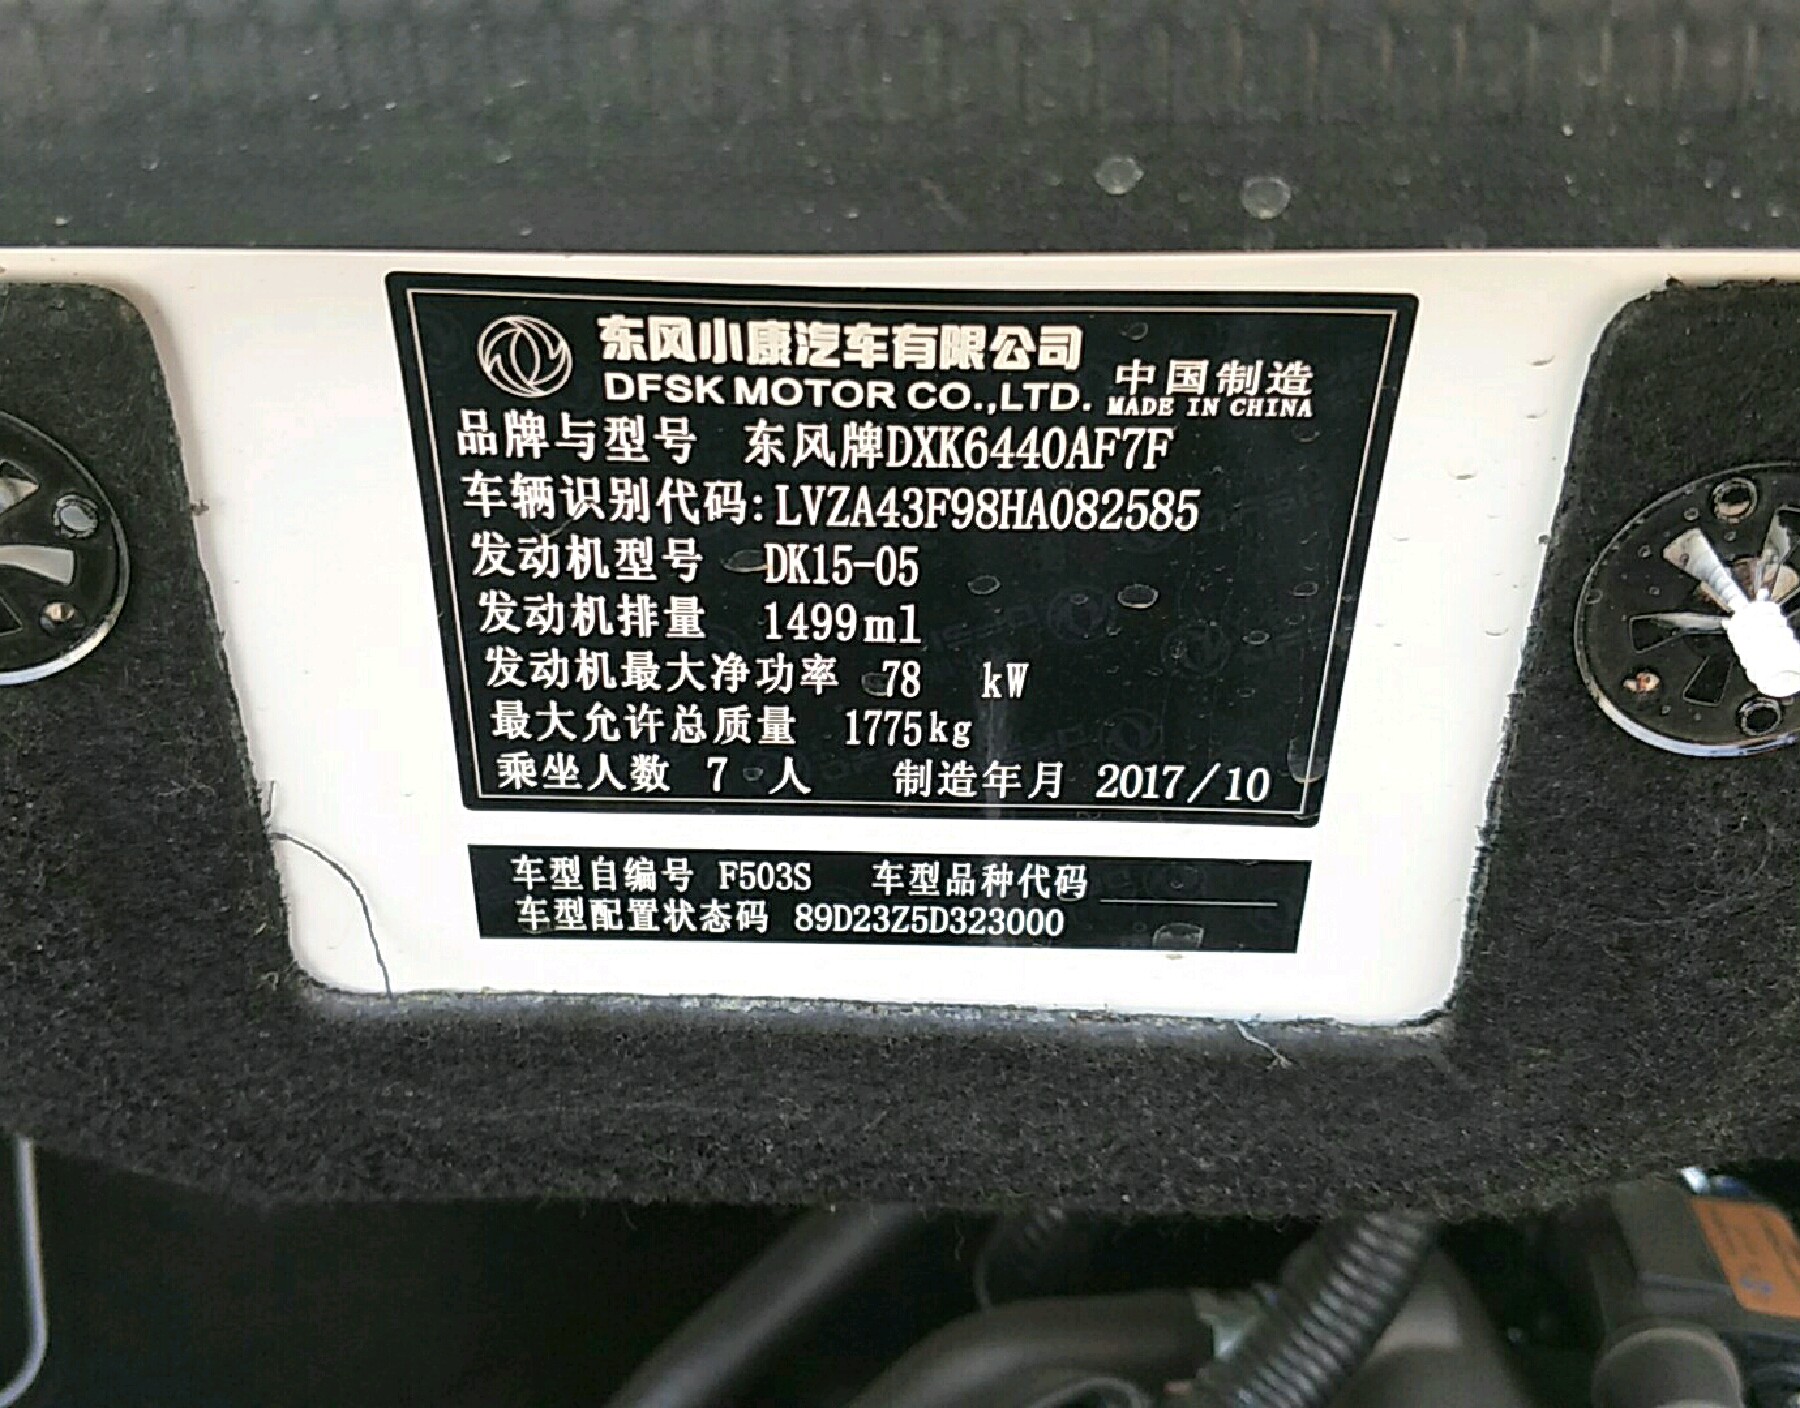 东风小康汽车有限公司
DFSK MOTOR CO.,LTD.
中国制造
MADE IN CHINA
品牌与型号 东风牌DXK6440AF7F
车辆识别代码:LVZA43F98HA082585
发动机型号 DK15-05
发动机排量 1499ml
发动机最大净功率 78 kW
最大允许总质量 1775kg
乘坐人数 7 人 制造年月 2017/10
车型自编号 F503S 车型品种代码
车型配置状态码 89D23Z5D323000